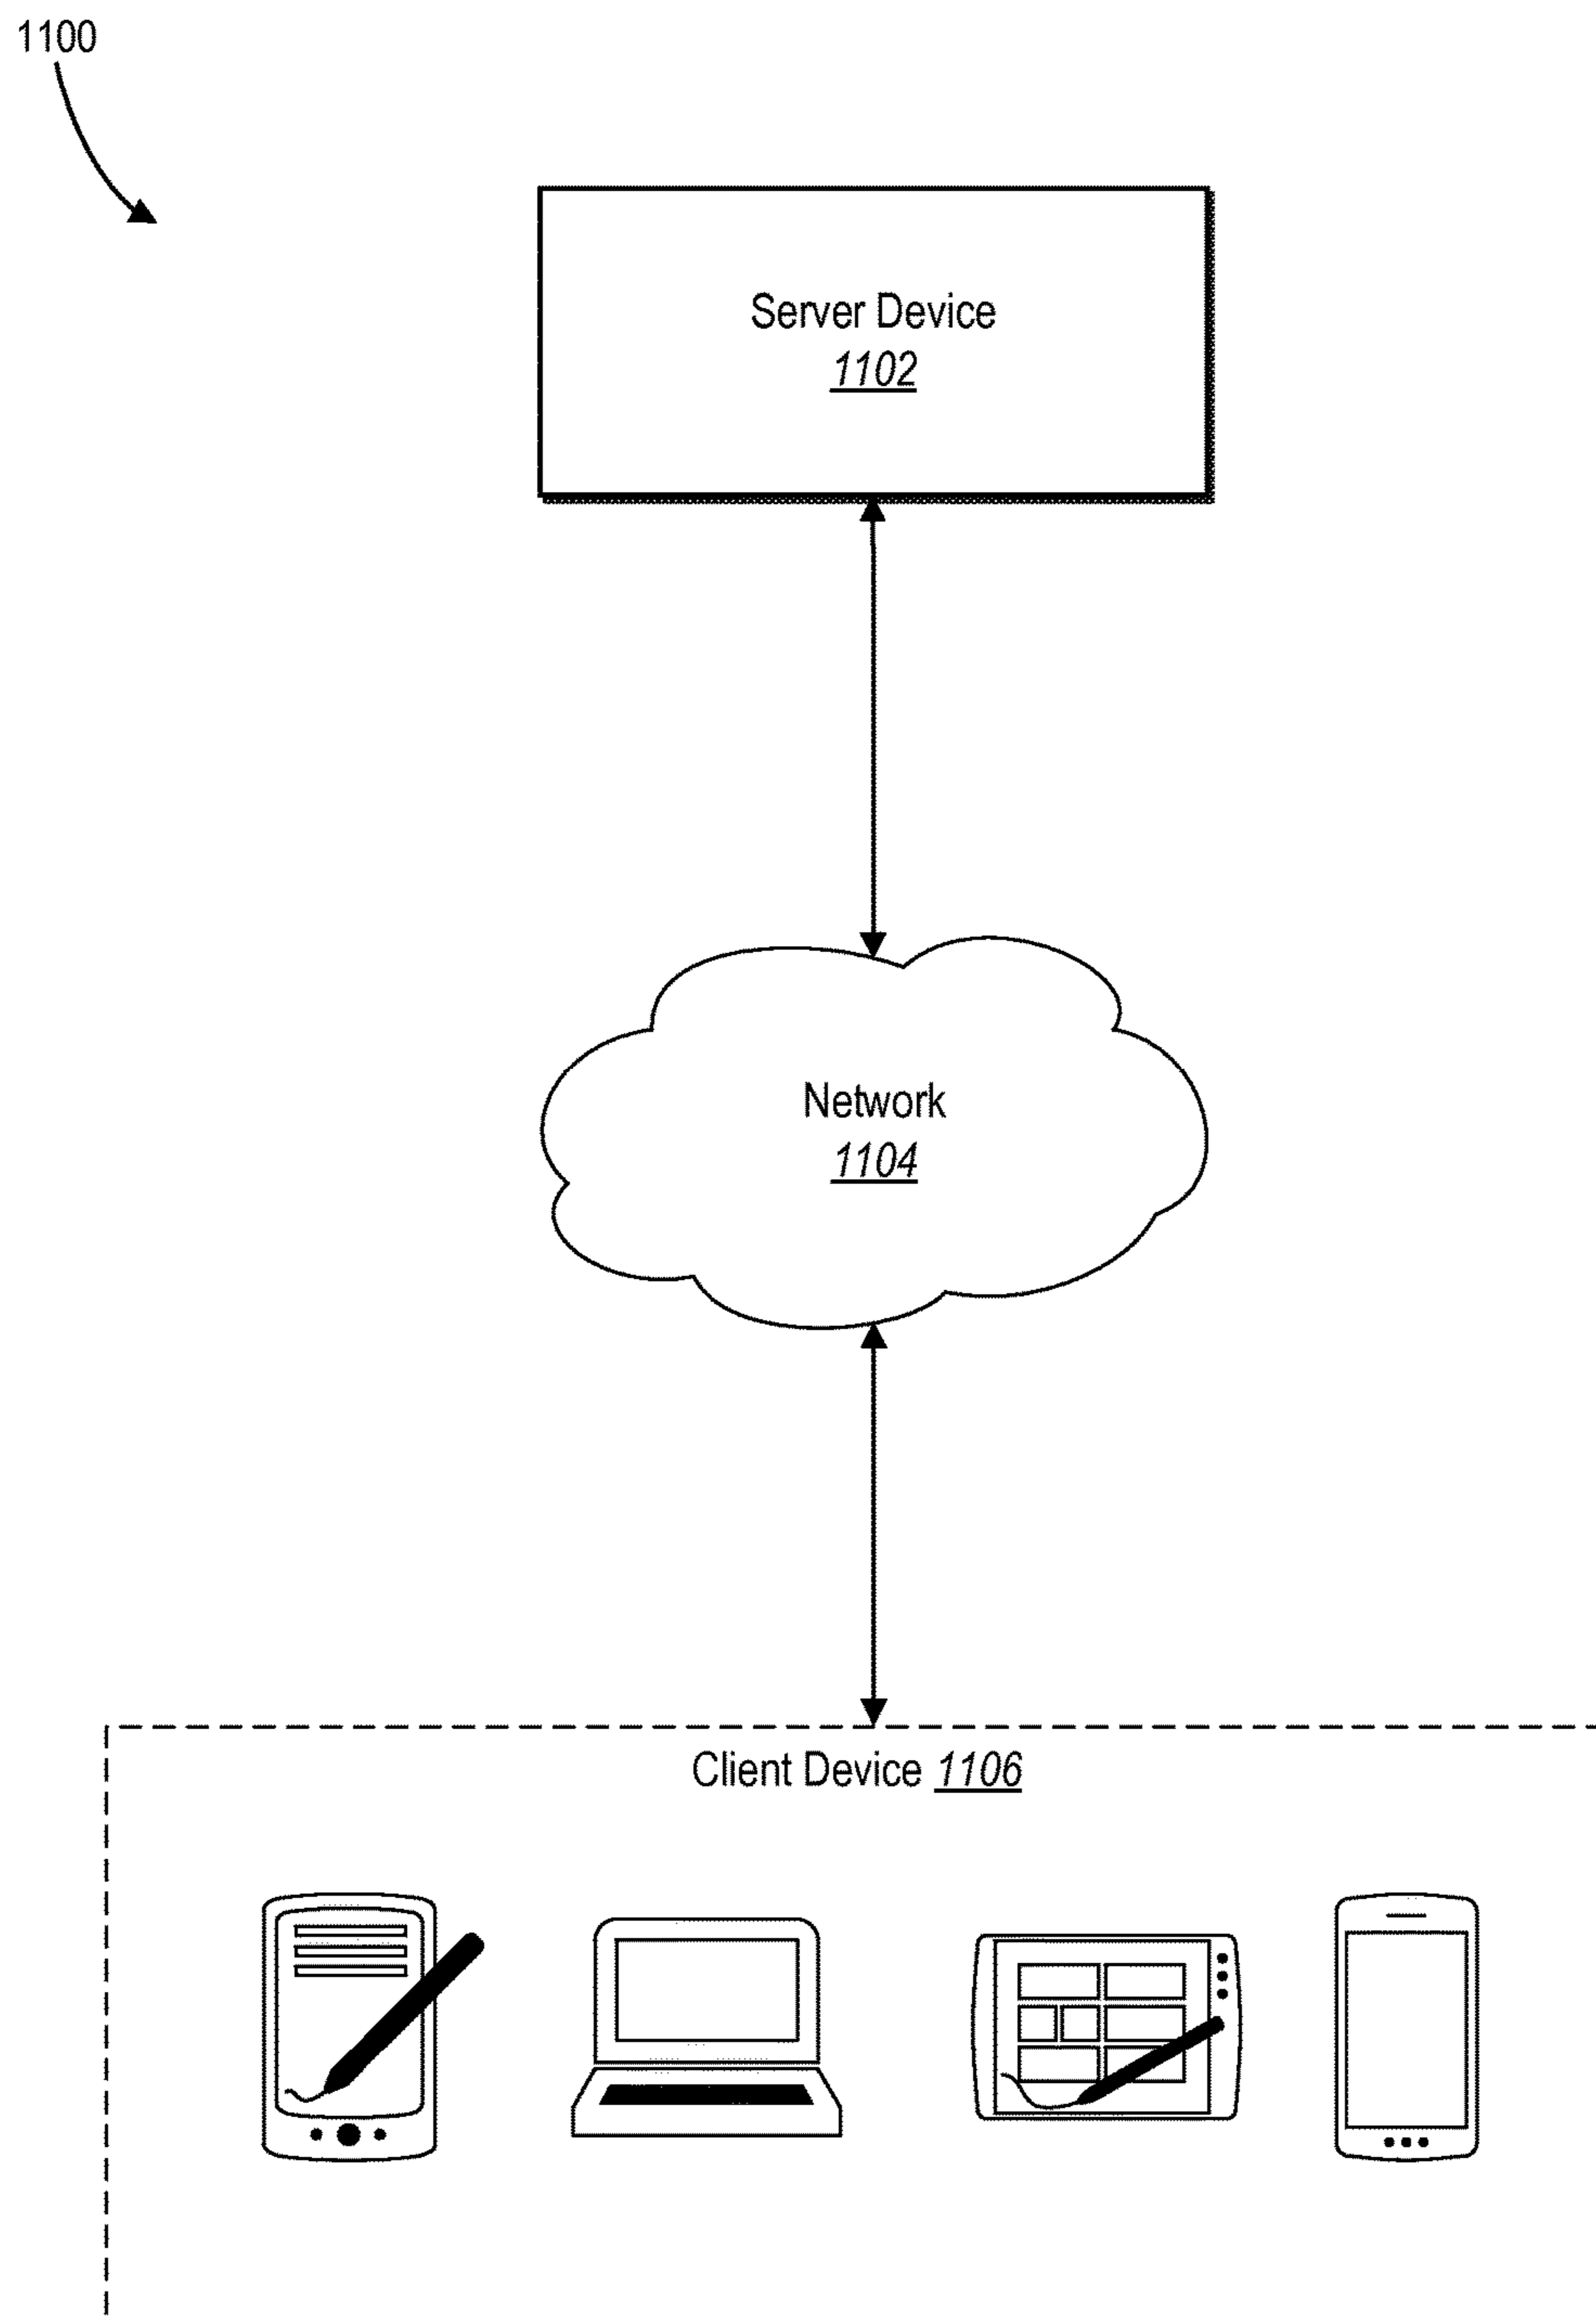 1100
Server Device
1102
Network
1104
Client Device 1106